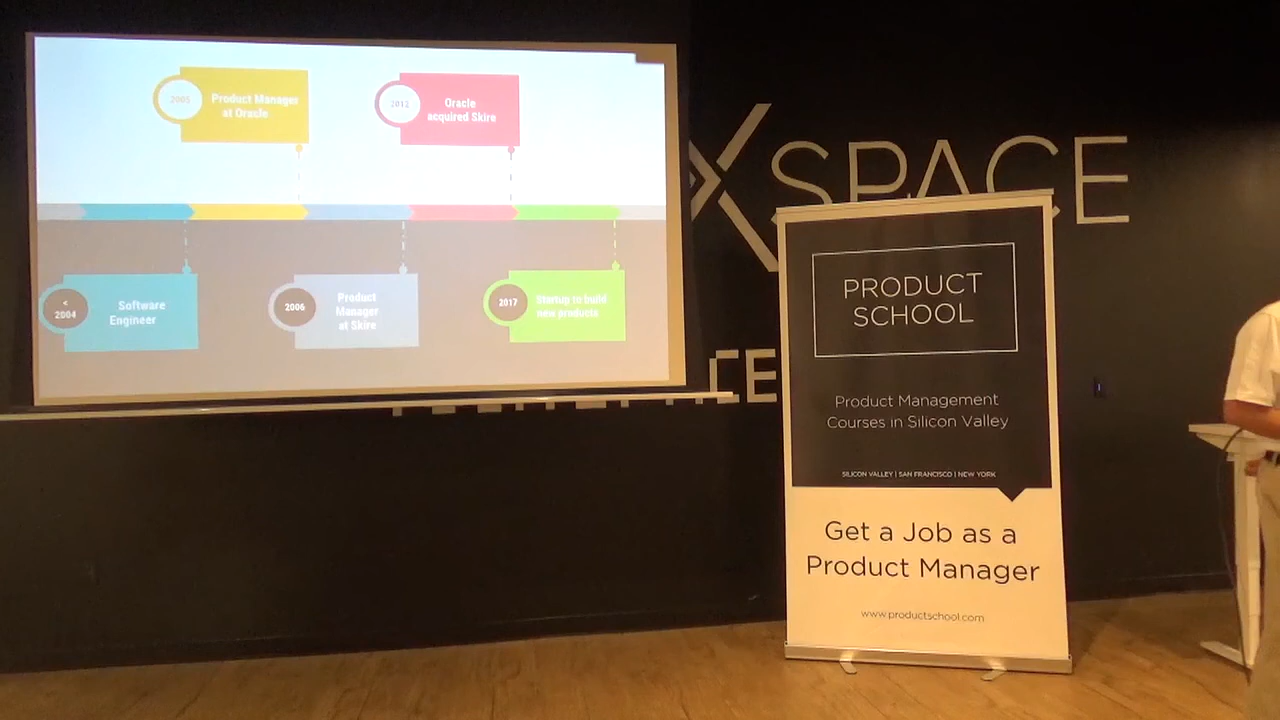 2005
Product Manager
at Oracle
2012
Oracle
acquired Skire
<
2004
Software
Engineer
2006
Product
Manager
at Skire
2017
Startup to build
new products
XSPACE
CE
PRODUCT
SCHOOL
Product Management
Courses in Silicon Valley
SILICON VALLEY | SAN FRANCISCO | NEW YORK
Get a Job as a
Product Manager
www.productschool.com